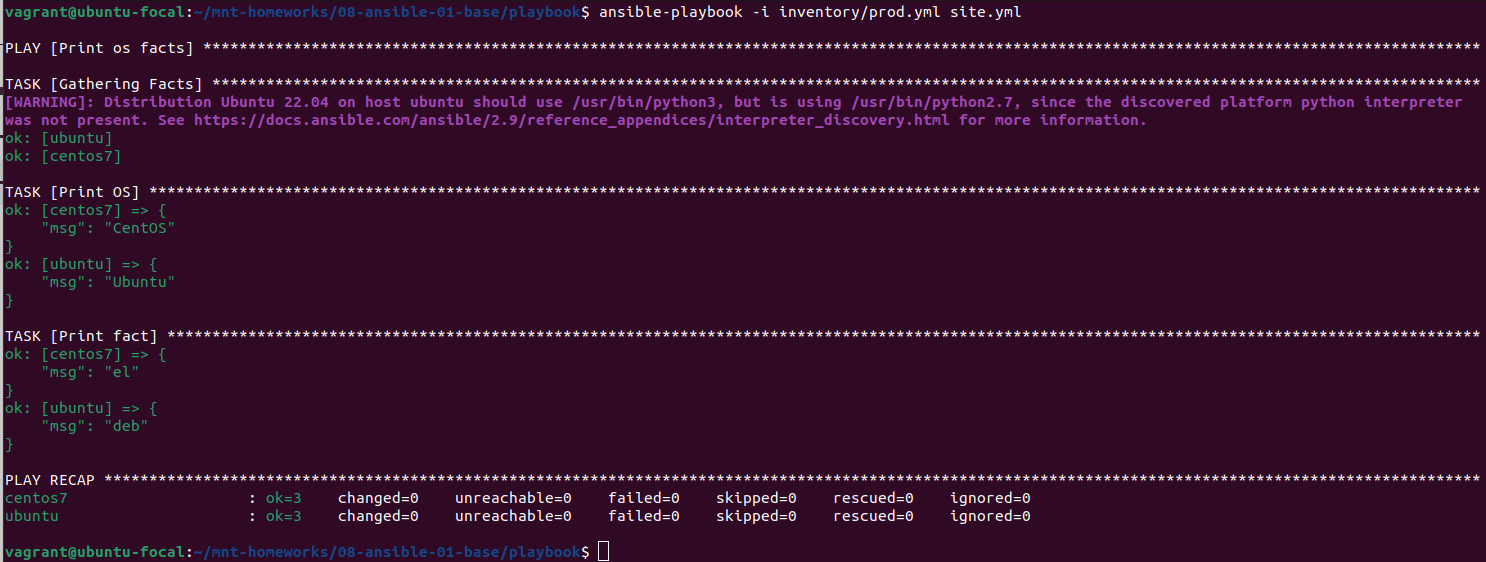 vagrant@ubuntu-focal:~/mnt-homeworks/08-ansible-01-base/playbook$ ansible-playbook -i inventory/prod.yml site.yml
PLAY [Print os facts] **********************************************************************************************************************************************
TASK [Gathering Facts] *********************************************************************************************************************************************
[WARNING]: Distribution Ubuntu 22.04 on host ubuntu should use /usr/bin/python3, but is using /usr/bin/python2.7, since the discovered platform python interpreter
was not present. See https://docs.ansible.com/ansible/2.9/reference_appendices/interpreter_discovery.html for more information.
ok: [ubuntu]
ok: [centos7]
TASK [Print OS] ****************************************************************************************************************************************************
ok: [centos7] => {
    "msg": "CentOS"
}
ok: [ubuntu] => {
    "msg": "Ubuntu"
}
TASK [Print fact] **************************************************************************************************************************************************
ok: [centos7] => {
    "msg": "el"
}
ok: [ubuntu] => {
    "msg": "deb"
}
PLAY RECAP *********************************************************************************************************************************************************
centos7                    : ok=3    changed=0    unreachable=0    failed=0    skipped=0    rescued=0    ignored=0
ubuntu                     : ok=3    changed=0    unreachable=0    failed=0    skipped=0    rescued=0    ignored=0
vagrant@ubuntu-focal:~/mnt-homeworks/08-ansible-01-base/playbook$